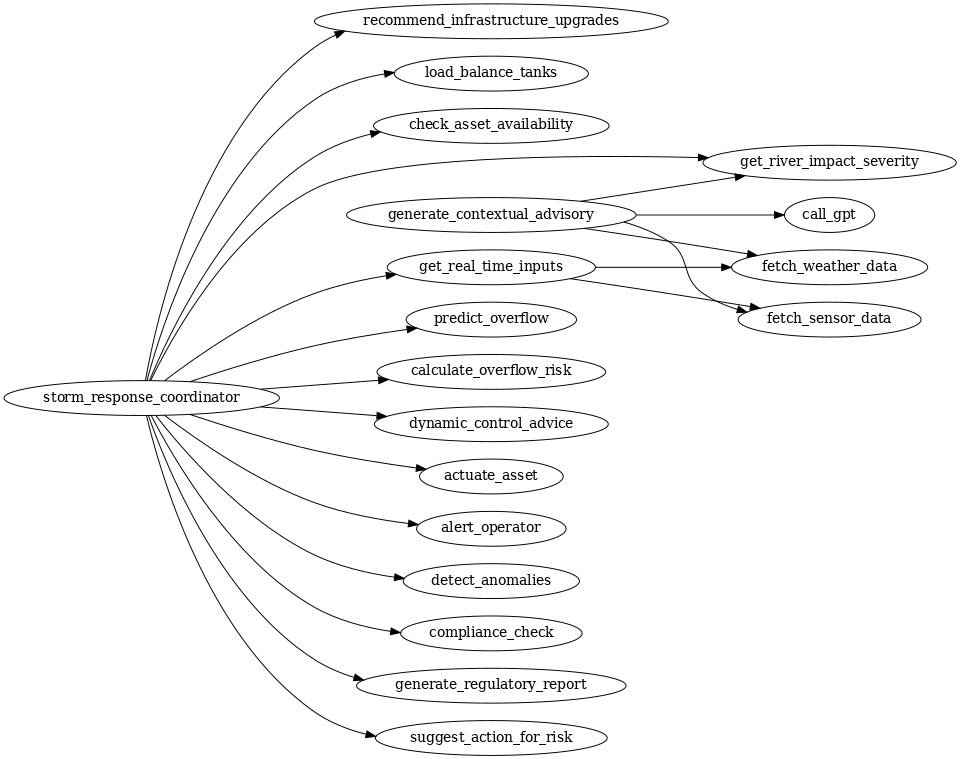 recommend_infrastructure_upgrades
load_balance_tanks
check_asset_availability
get_river_impact_severity
generate_contextual_advisory
call_gpt
get_real_time_inputs
fetch_weather_data
predict_overflow
fetch_sensor_data
calculate_overflow_risk
storm_response_coordinator
dynamic_control_advice
actuate_asset
alert_operator
detect_anomalies
compliance_check
generate_regulatory_report
suggest_action_for_risk